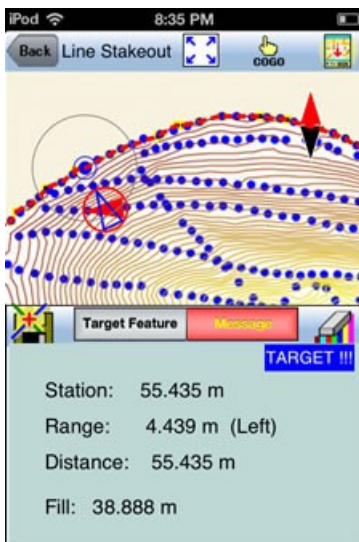 iPod 8:35 PM
Back Line Stakeout COGO
Target Feature Message
TARGET !!!
Station: 55.435 m
Range: 4.439 m (Left)
Distance: 55.435 m
Fill: 38.888 m